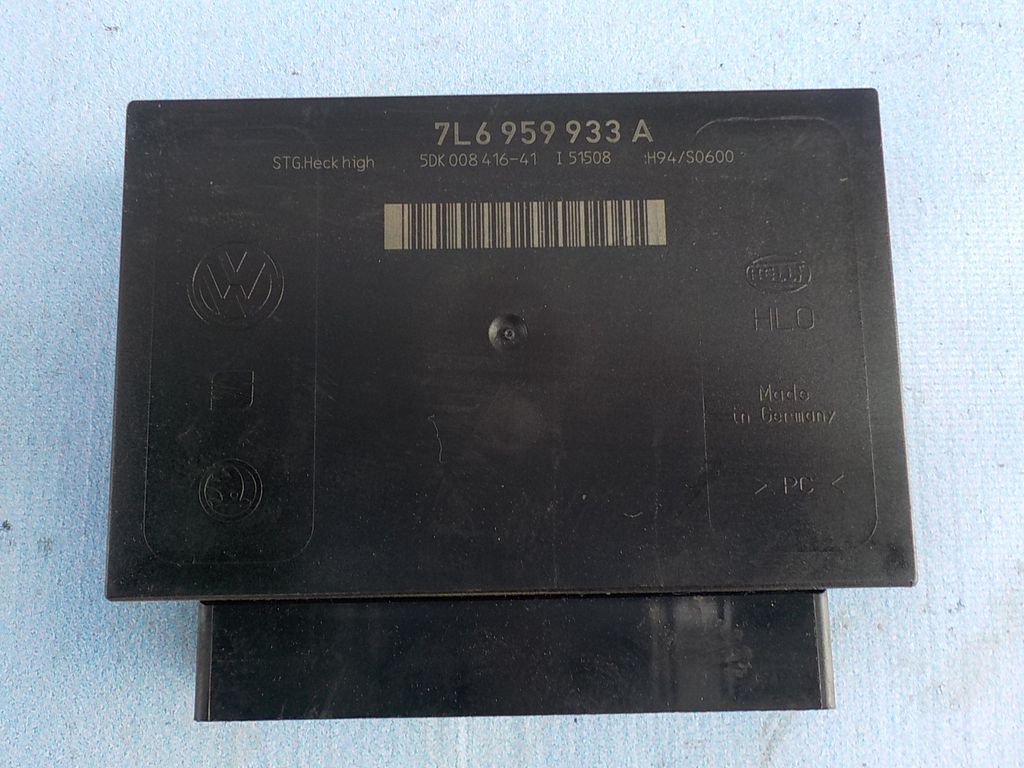 7L6 959 933 A
STG.Heck high 5DK 008 416-41 I 51508 :H94/S0600
VW
HELLA
HLO
Made
in Germany
> PC <